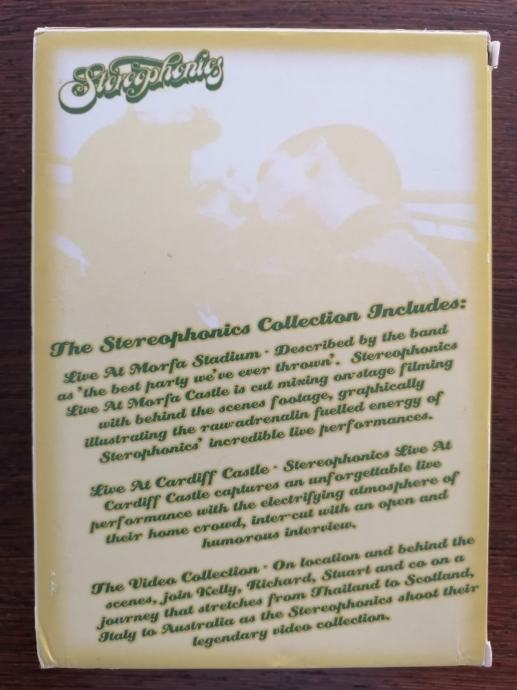 Stereophonics
The Stereophonics Collection Includes:
Live At Morfa Stadium - Described by the band
as 'the best party we've ever thrown'. Stereophonics
Live At Morfa Castle is cut mixing on-stage filming
with behind the scenes footage, graphically
illustrating the raw adrenalin fuelled energy of
Sterophonics' incredible live performances.
Live At Cardiff Castle - Stereophonics Live At
Cardiff Castle captures an unforgettable live
performance with the electrifying atmosphere of
their home crowd, inter-cut with an open and
humorous interview.
The Video Collection - On location and behind the
scenes, join Kelly, Richard, Stuart and co on a
journey that stretches from Thailand to Scotland,
Italy to Australia as the Stereophonics shoot their
legendary video collection.